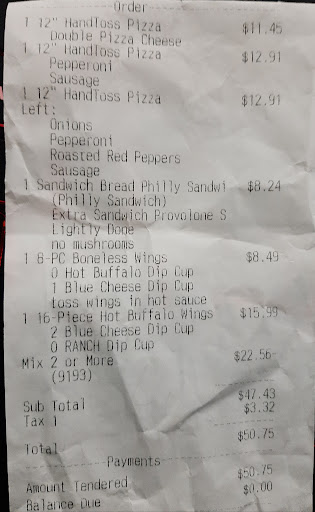 Order
1 12" HandToss Pizza $11.45
Double Pizza Cheese
1 12" HandToss Pizza $12.91
Pepperoni
Sausage
1 12" HandToss Pizza $12.91
Left:
Onions
Pepperoni
Roasted Red Peppers
Sausage
1 Sandwich Bread Philly Sandwi $8.24
(Philly Sandwich)
Extra Sandwich Provolone S
Lightly Done
no mushrooms
1 8-PC Boneless Wings $8.49
0 Hot Buffalo Dip Cup
1 Blue Cheese Dip Cup
toss wings in hot sauce
1 16-Piece Hot Buffalo Wings $15.99
2 Blue Cheese Dip Cup
0 RANCH Dip Cup
Mix 2 or More $22.56-
(9193)
Sub Total $47.43
Tax 1 $3.32
Total $50.75
Payments
Amount Tendered $50.75
Balance Due $0.00